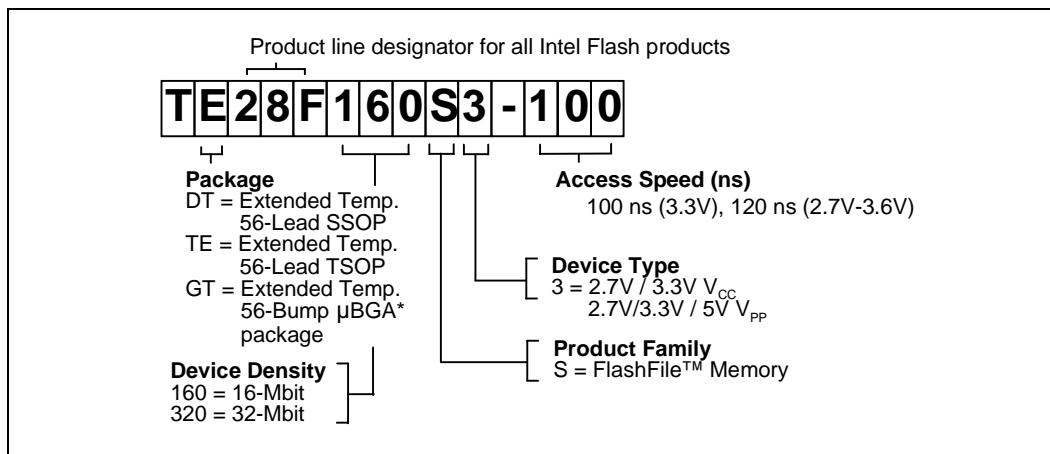 Product line designator for all Intel Flash products
TE28F160S3-100
Package
DT = Extended Temp.
56-Lead SSOP
TE = Extended Temp.
56-Lead TSOP
GT = Extended Temp.
56-Bump µBGA*
package
Device Density
160 = 16-Mbit
320 = 32-Mbit
Access Speed (ns)
100 ns (3.3V), 120 ns (2.7V-3.6V)
Device Type
3 = 2.7V / 3.3V VCC
2.7V/3.3V / 5V VPP
Product Family
S = FlashFile™ Memory